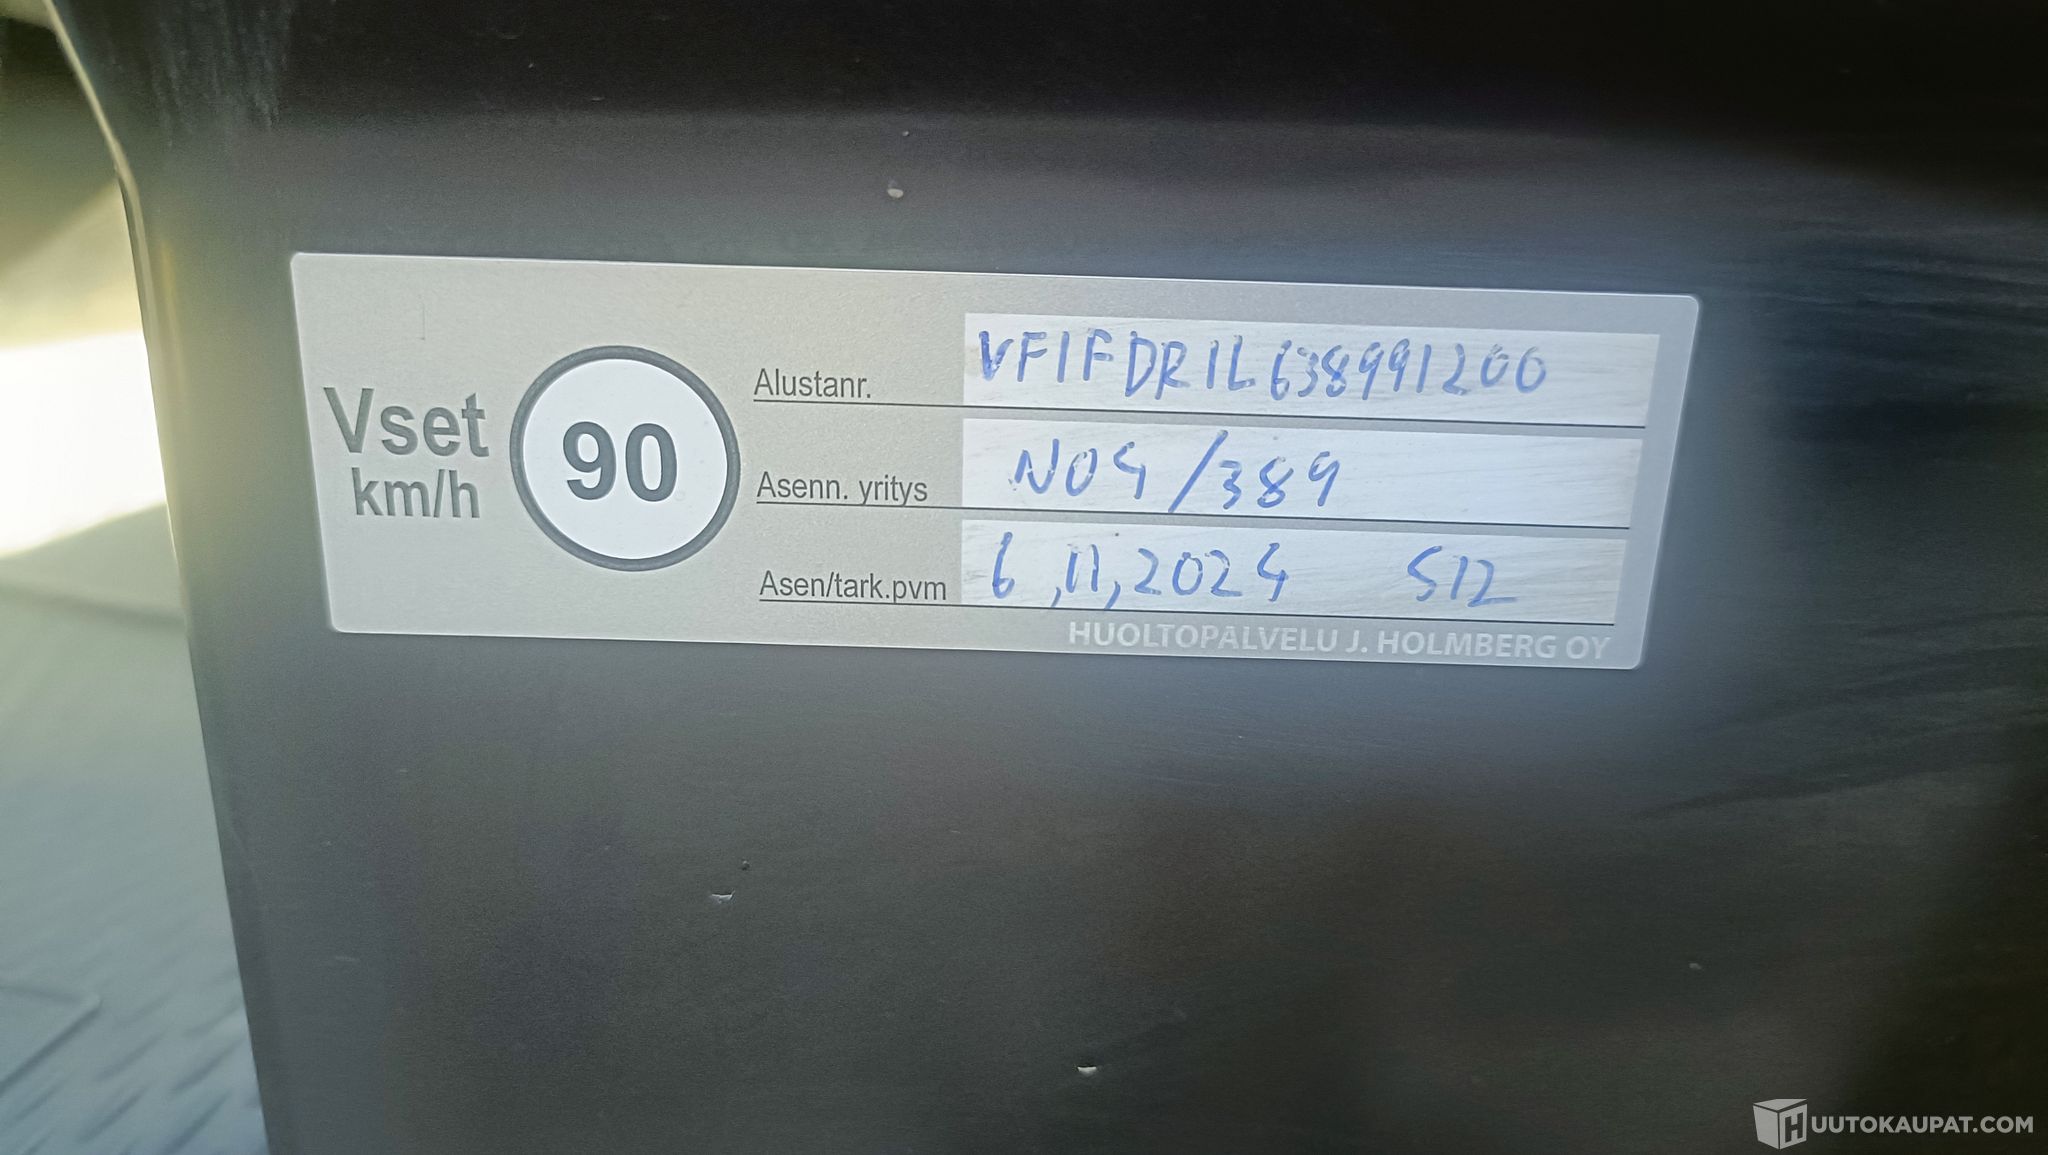 Vset
km/h
90
Alustanr. VF1FDR1L638991200
Asenn. yritys N04/389
Asen/tark.pvm 6,11,2024 S12
HUOLTOPALVELU J. HOLMBERG OY
HUUTOKAUPAT.COM